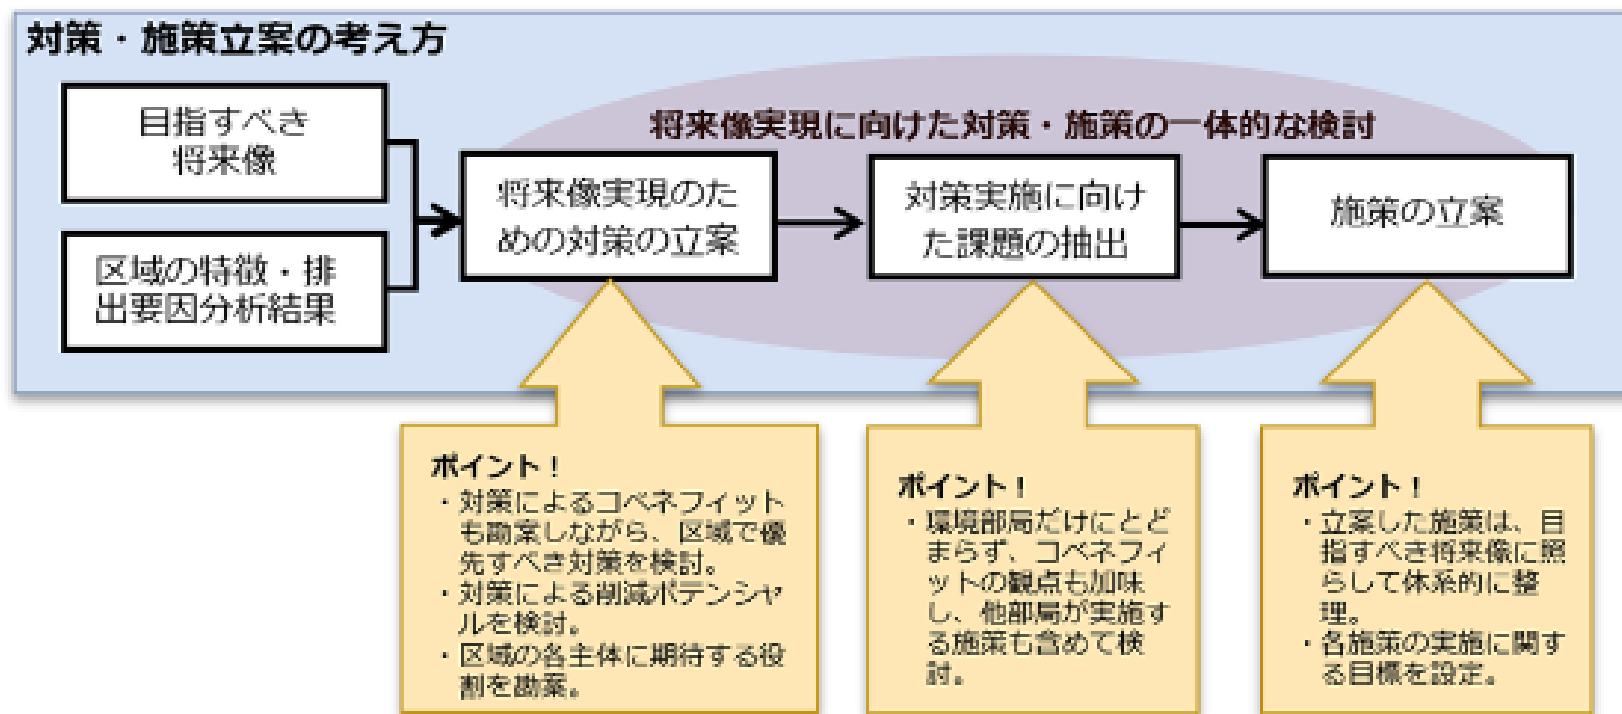 対策・施策立案の考え方
目指すべき
将来像
区域の特徴・排
出要因分析結果
将来像実現に向けた対策・施策の一体的な検討
将来像実現のた
めの対策の立案
対策実施に向け
た課題の抽出
施策の立案
ポイント！
・対策によるコベネフィット
も勘案しながら、区域で優
先すべき対策を検討。
・対策による削減ポテンシャ
ルを検討。
・区域の各主体に期待する役
割を勘案。
ポイント！
・環境部局だけにとど
まらず、コベネフィ
ットの観点も加味
し、他部局が実施す
る施策も含めて検
討。
ポイント！
・立案した施策は、目
指すべき将来像に照
らして体系的に整
理。
・各施策の実施に関す
る目標を設定。